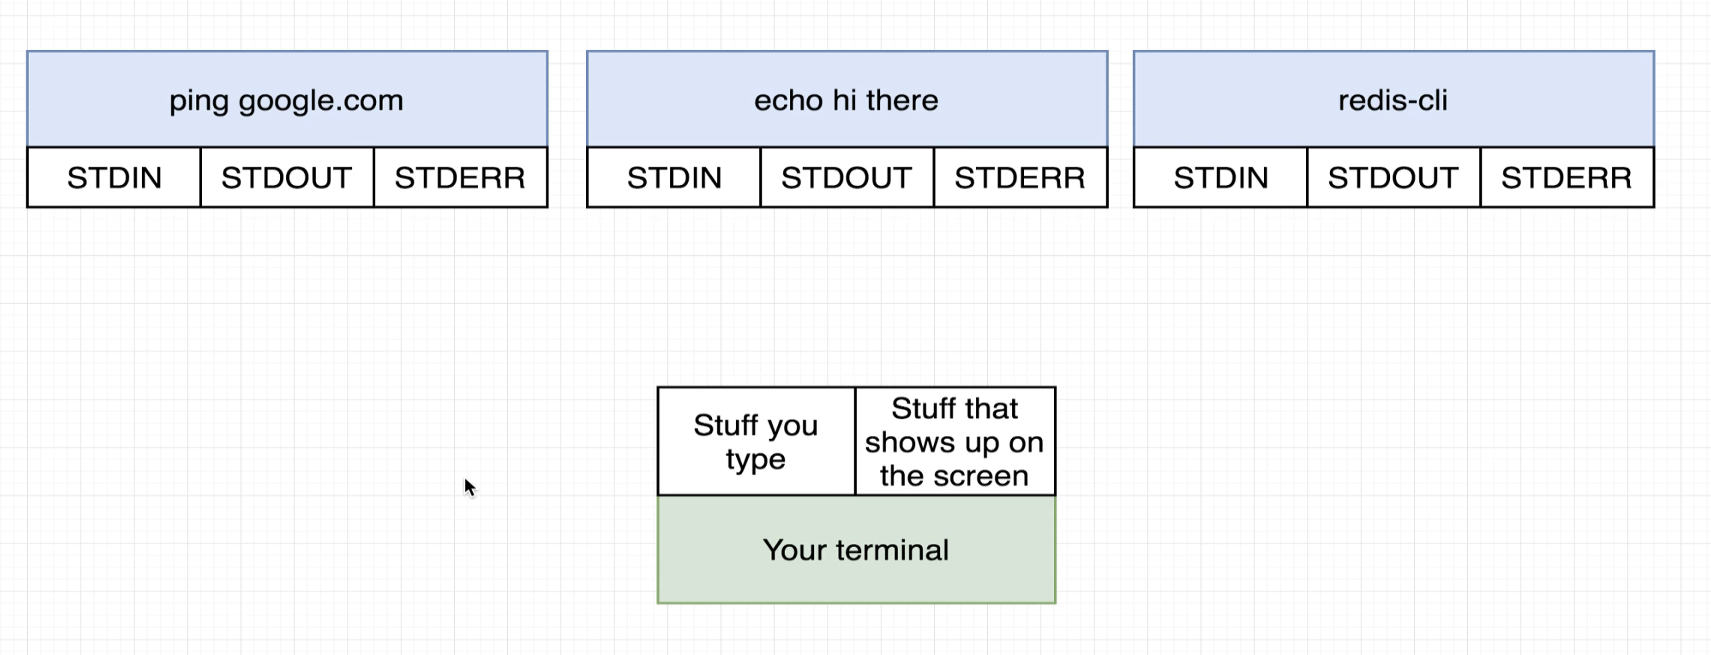 ping google.com
STDIN STDOUT STDERR
echo hi there
STDIN STDOUT STDERR
redis-cli
STDIN STDOUT STDERR
Stuff you
type
Stuff that
shows up on
the screen
Your terminal